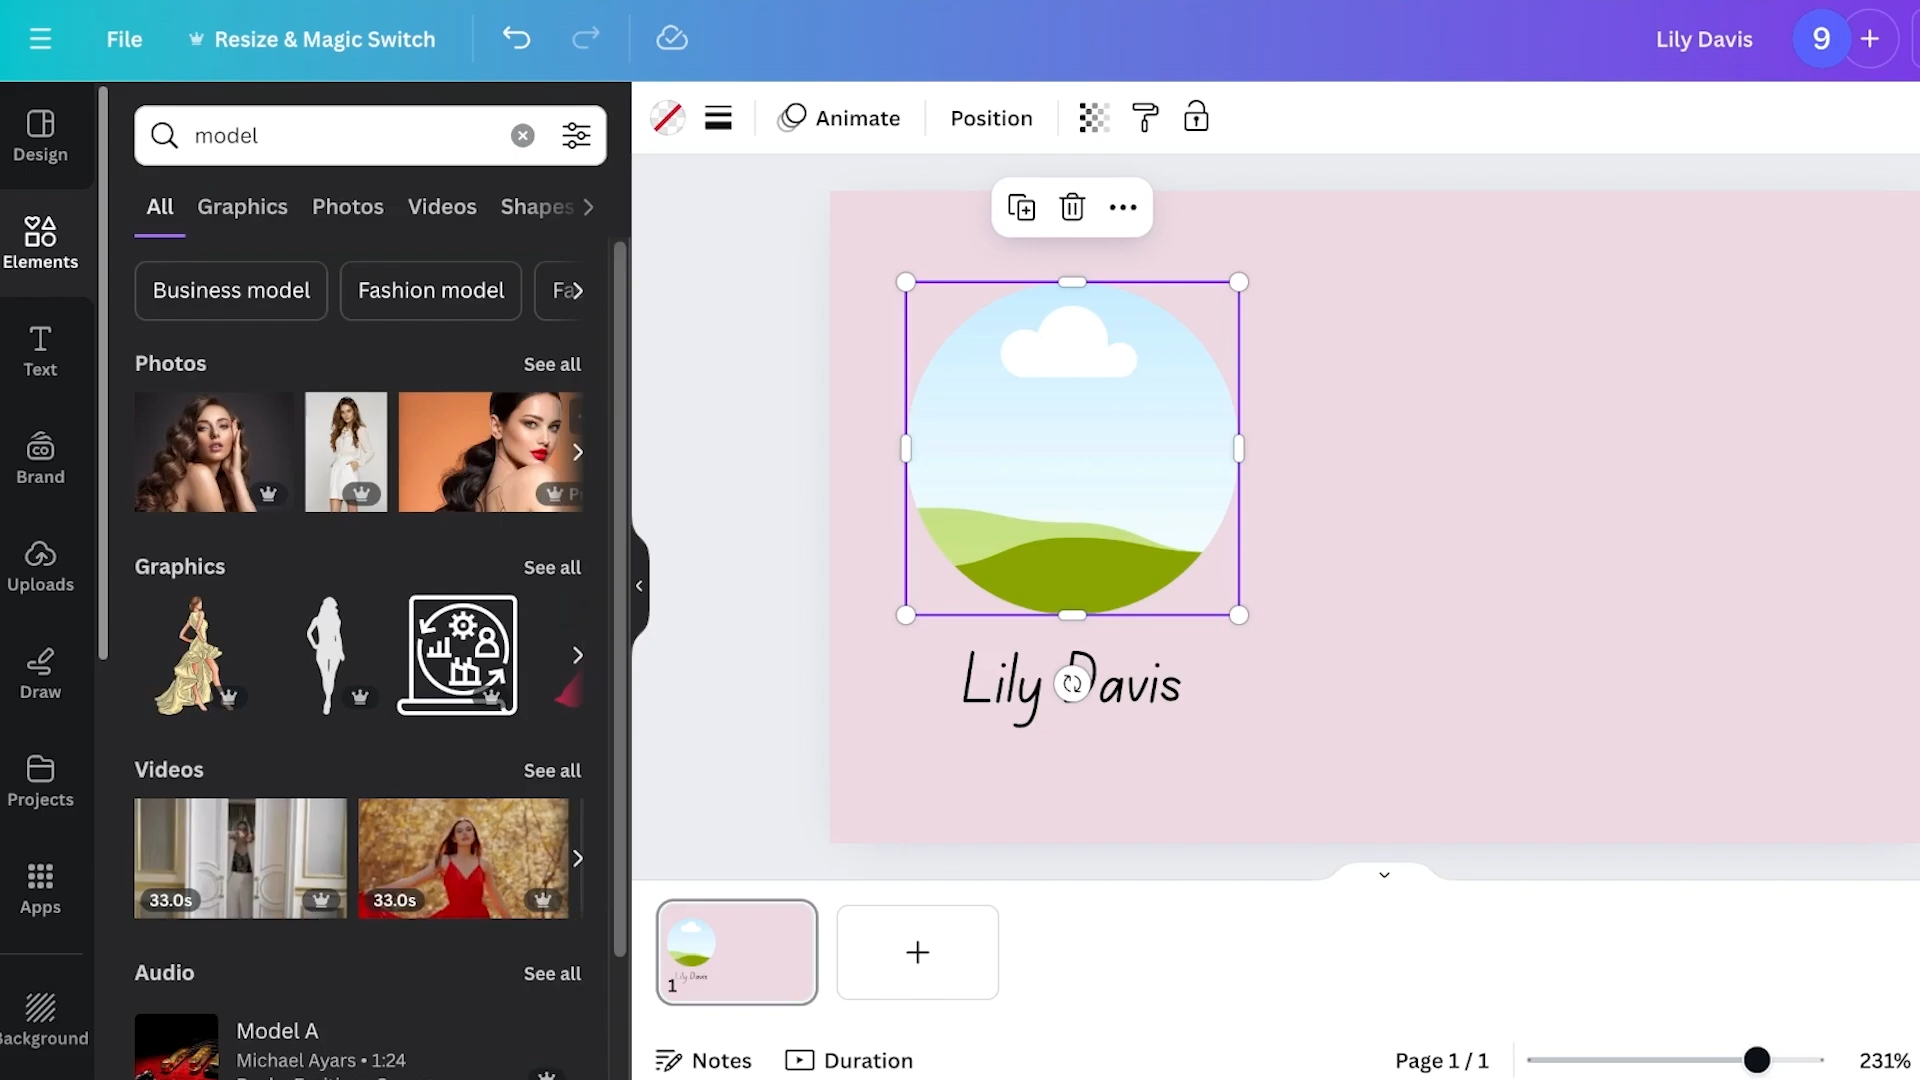 File
Resize & Magic Switch
Lily Davis
9
Design
Elements
Text
Brand
Uploads
Draw
Projects
Apps
Background
model
All
Graphics
Photos
Videos
Shapes
Business model
Fashion model
Fa
Photos
See all
Graphics
See all
Videos
See all
33.0s
33.0s
Audio
See all
Model A
Michael Ayars • 1:24
Animate
Position
Lily Davis
Lily Davis
1
Notes
Duration
Page 1 / 1
231%